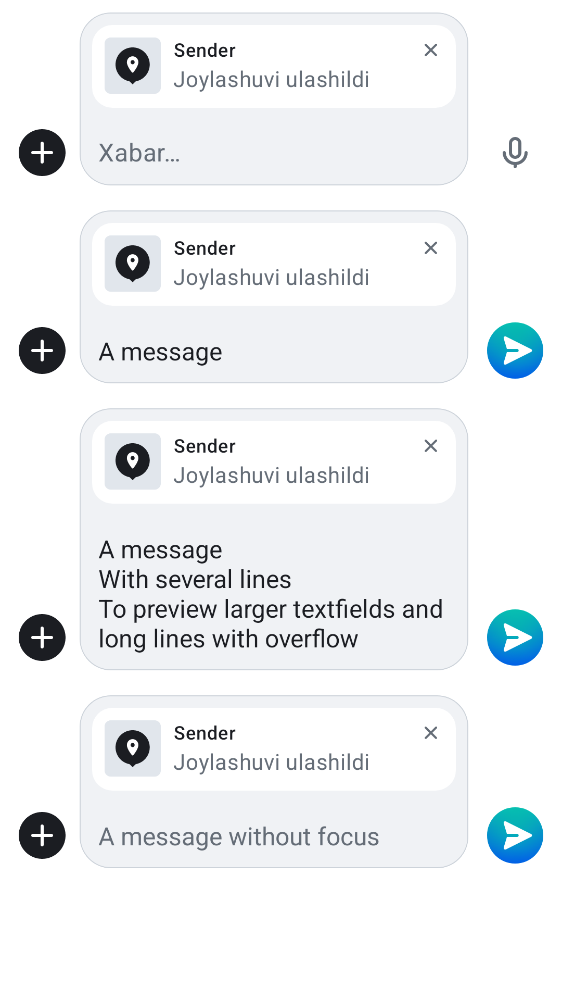 Sender
Joylashuvi ulashildi
Xabar…
Sender
Joylashuvi ulashildi
A message
Sender
Joylashuvi ulashildi
A message
With several lines
To preview larger textfields and
long lines with overflow
Sender
Joylashuvi ulashildi
A message without focus